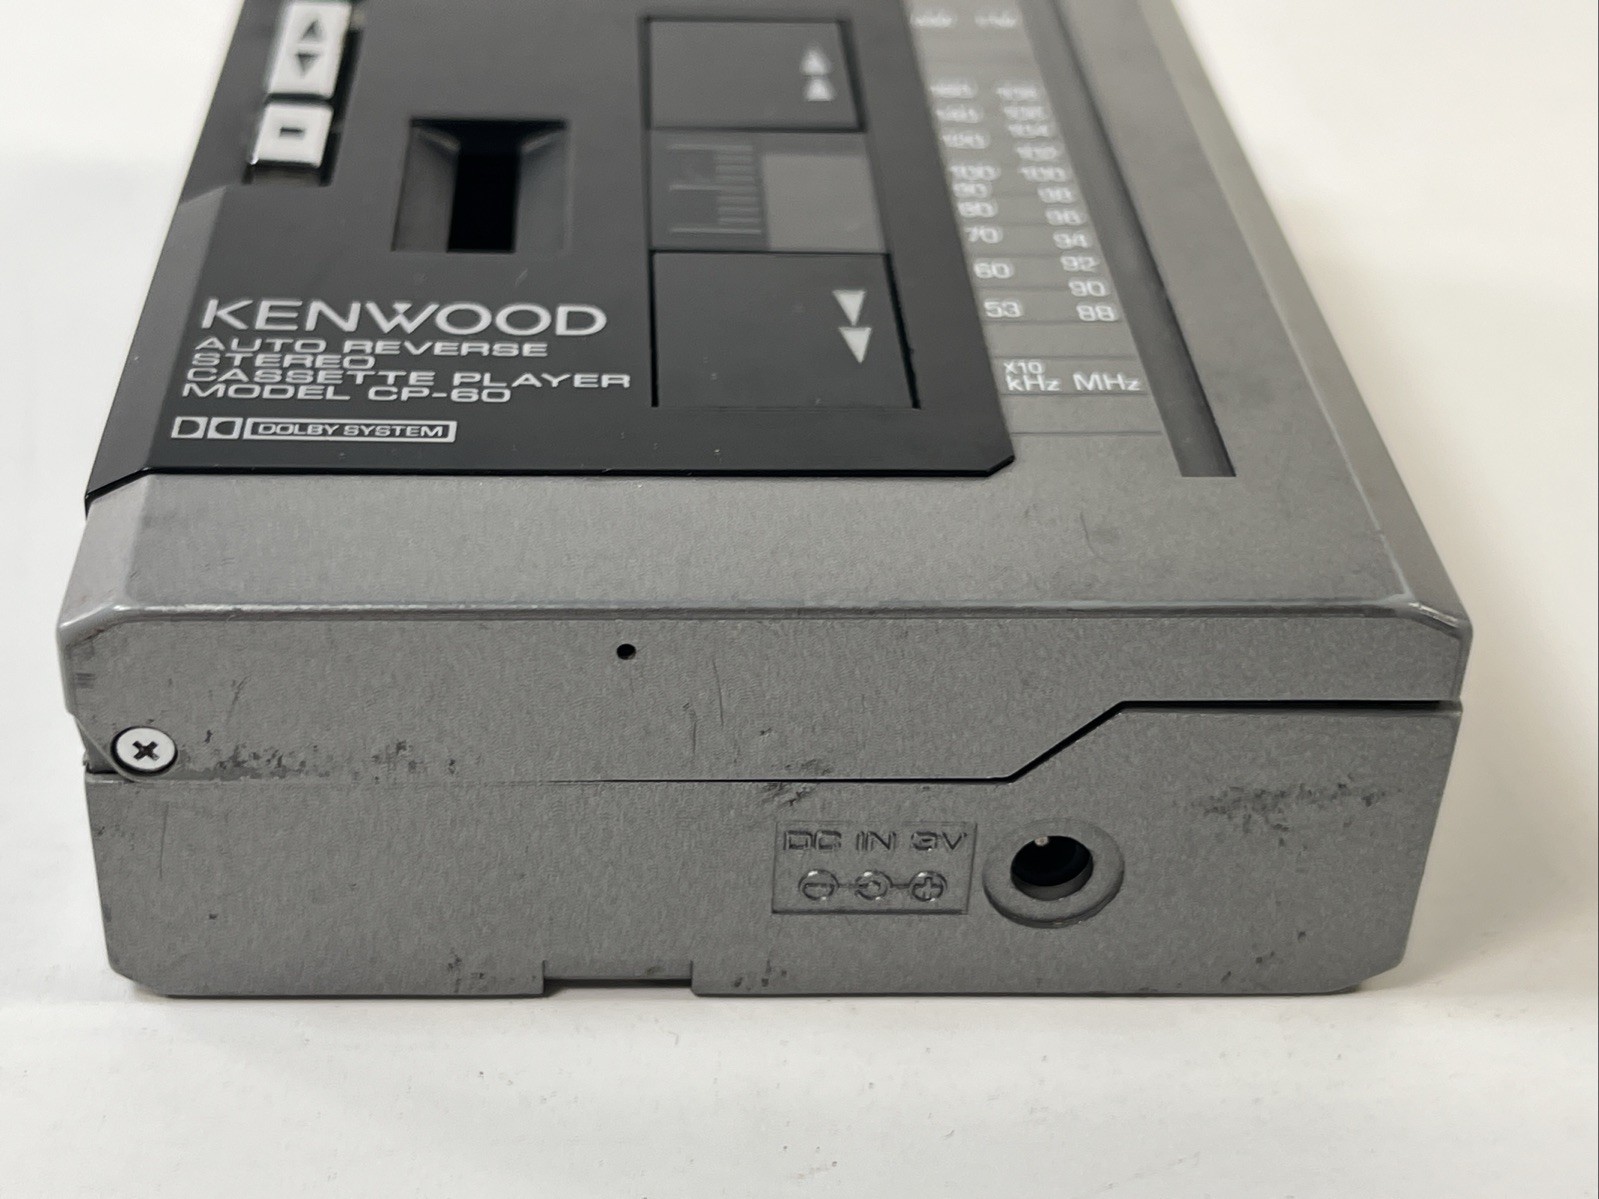 KENWOOD
AUTO REVERSE
STEREO
CASSETTE PLAYER
MODEL CP-60
DOLBY SYSTEM
100 100
90 98
80 96
70 94
60 92
90
53 88
X10
kHz MHz
DC IN 3V